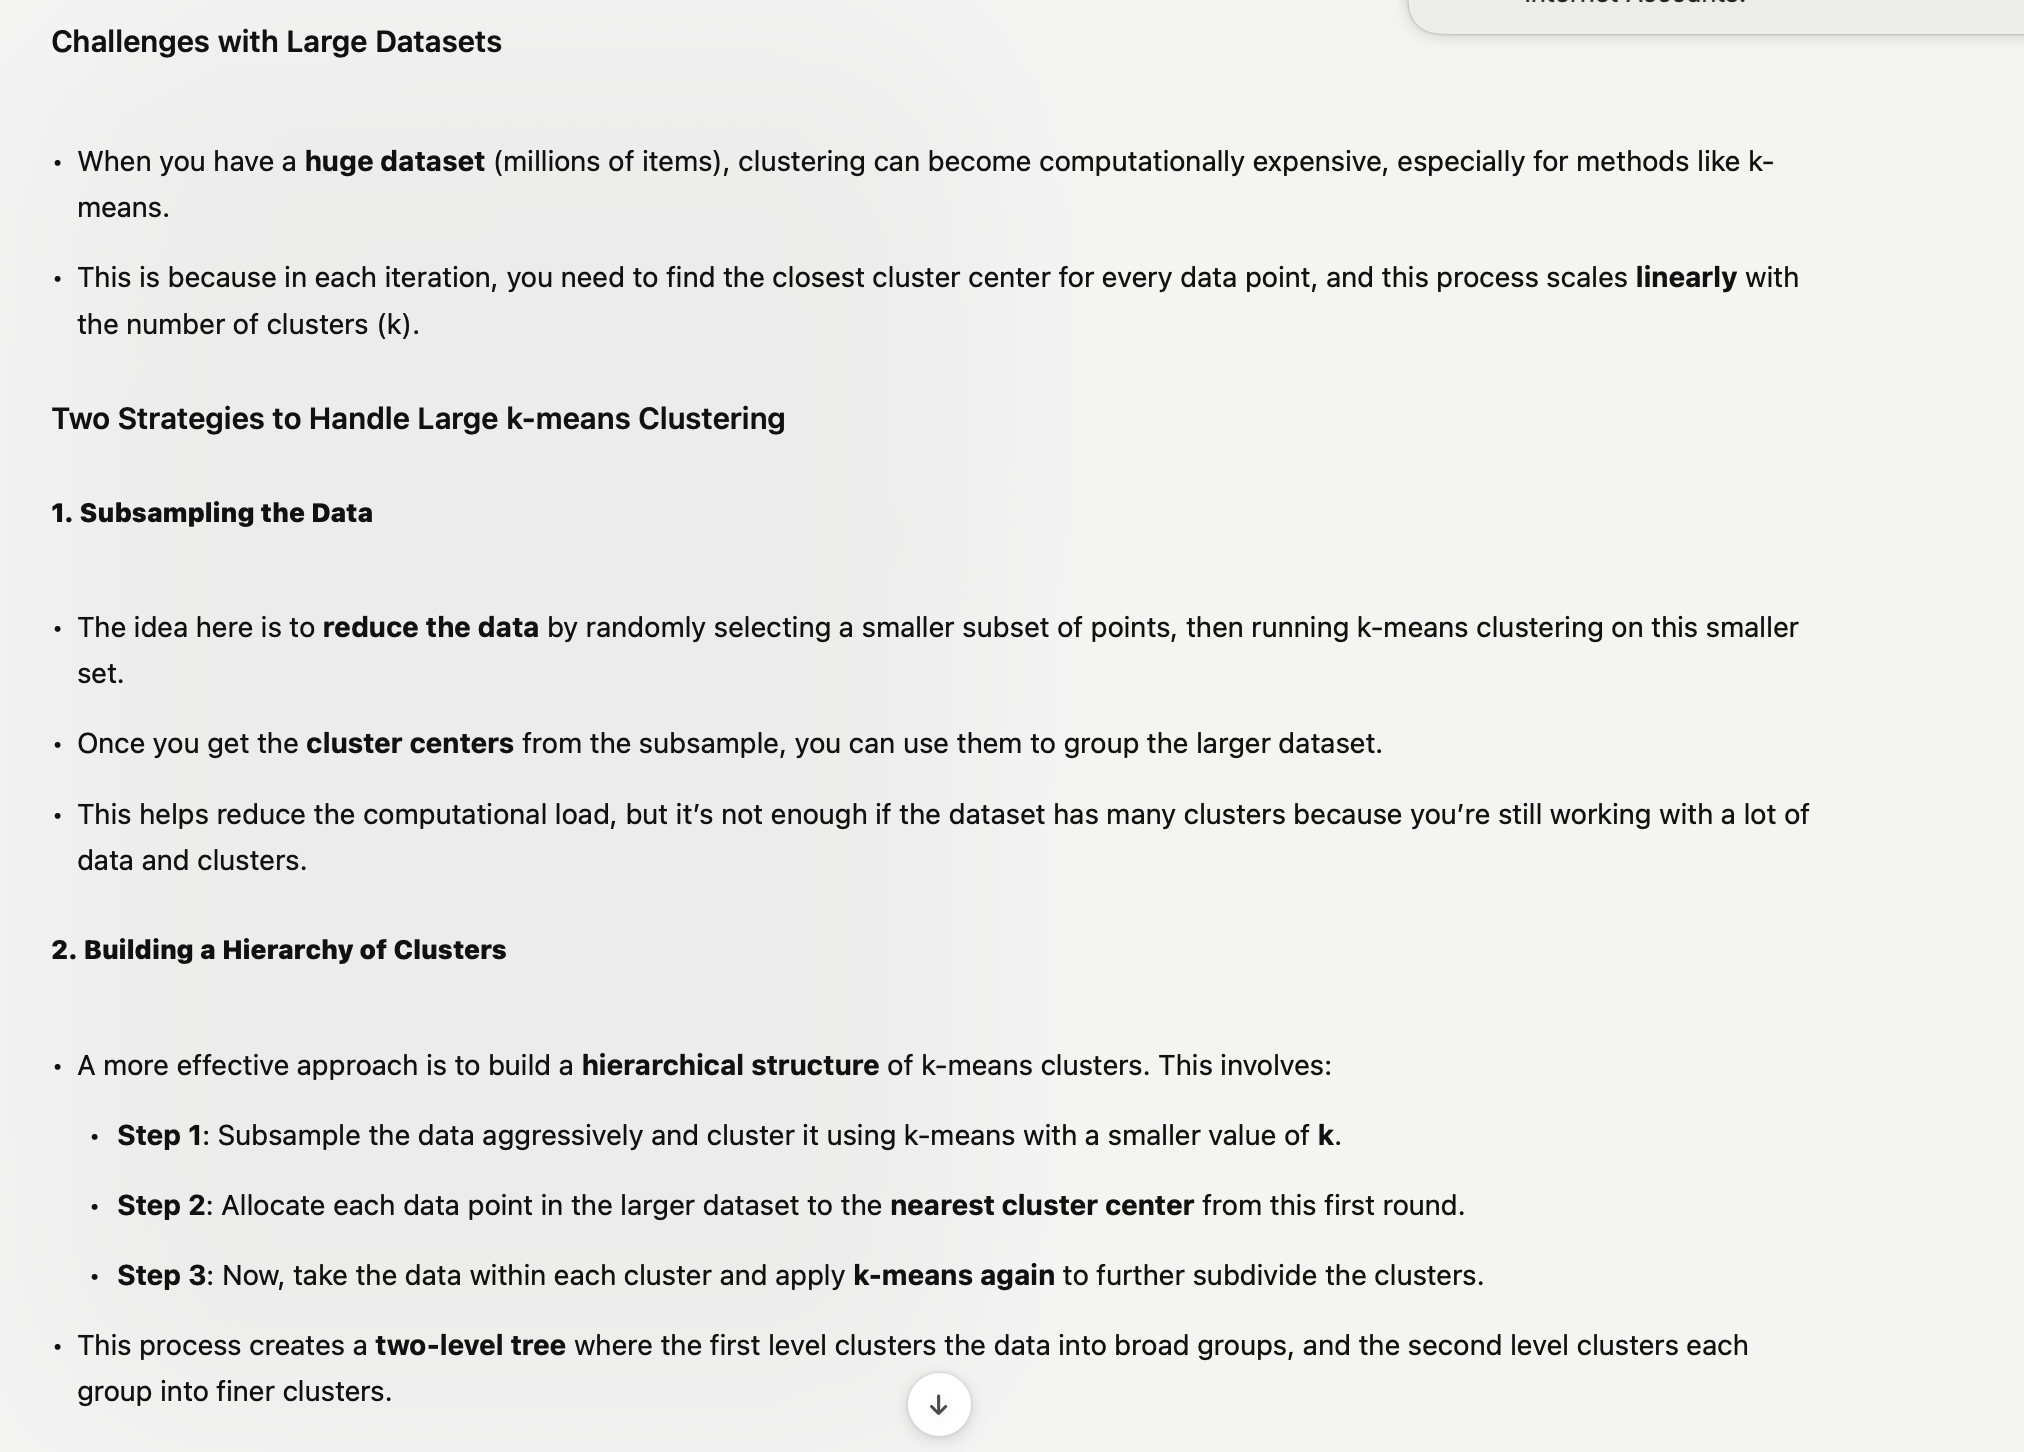 Challenges with Large Datasets
• When you have a huge dataset (millions of items), clustering can become computationally expensive, especially for methods like k-
means.
• This is because in each iteration, you need to find the closest cluster center for every data point, and this process scales linearly with
the number of clusters (k).
Two Strategies to Handle Large k-means Clustering
1. Subsampling the Data
• The idea here is to reduce the data by randomly selecting a smaller subset of points, then running k-means clustering on this smaller
set.
• Once you get the cluster centers from the subsample, you can use them to group the larger dataset.
• This helps reduce the computational load, but it’s not enough if the dataset has many clusters because you’re still working with a lot of
data and clusters.
2. Building a Hierarchy of Clusters
• A more effective approach is to build a hierarchical structure of k-means clusters. This involves:
• Step 1: Subsample the data aggressively and cluster it using k-means with a smaller value of k.
• Step 2: Allocate each data point in the larger dataset to the nearest cluster center from this first round.
• Step 3: Now, take the data within each cluster and apply k-means again to further subdivide the clusters.
• This process creates a two-level tree where the first level clusters the data into broad groups, and the second level clusters each
group into finer clusters.